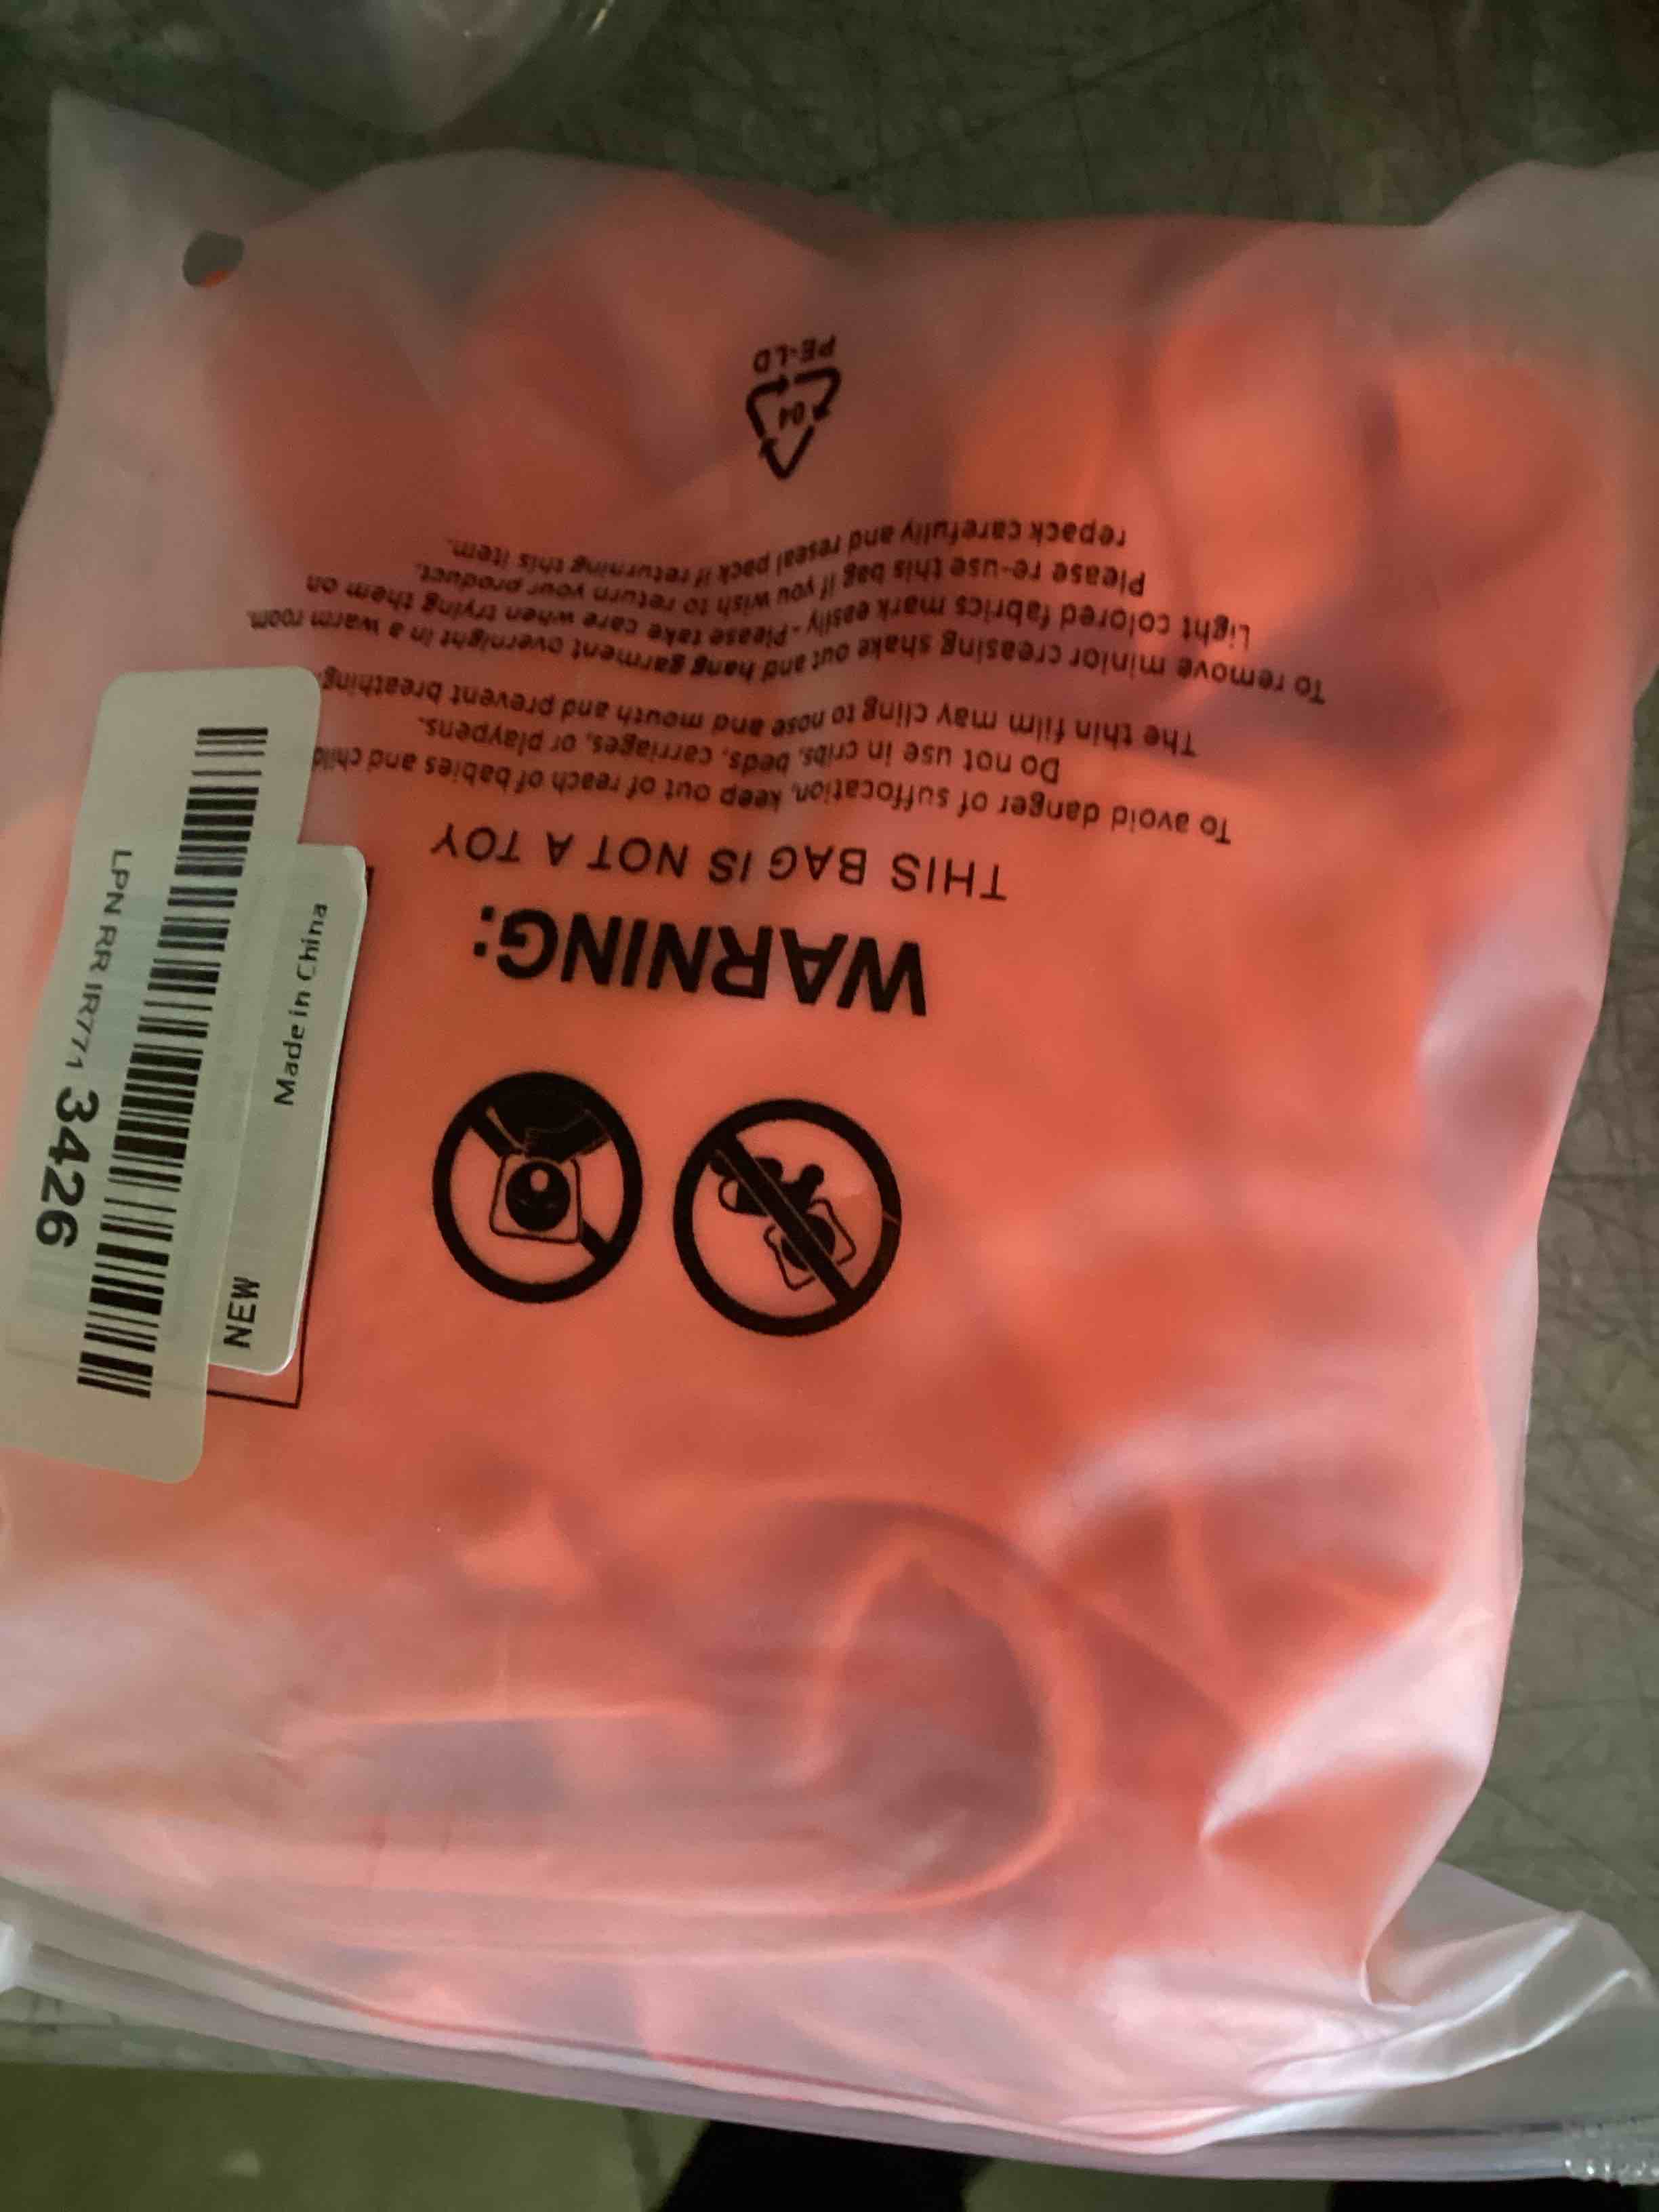 WARNING:
THIS BAG IS NOT A TOY
To avoid danger of suffocation, keep out of reach of babies and child
Do not use in cribs, beds, carriages, or playpens.
The thin film may cling to nose and mouth and prevent breathing.
To remove minior creasing shake out and hang garment overnight in a warm room.
Light colored fabrics mark easily - Please take care when trying them on
Please re-use this bag if you wish to return your product.
repack carefully and reseal pack if returning this item.
04
PE-LD
LPN RR IR771 3426
Made in China
NEW